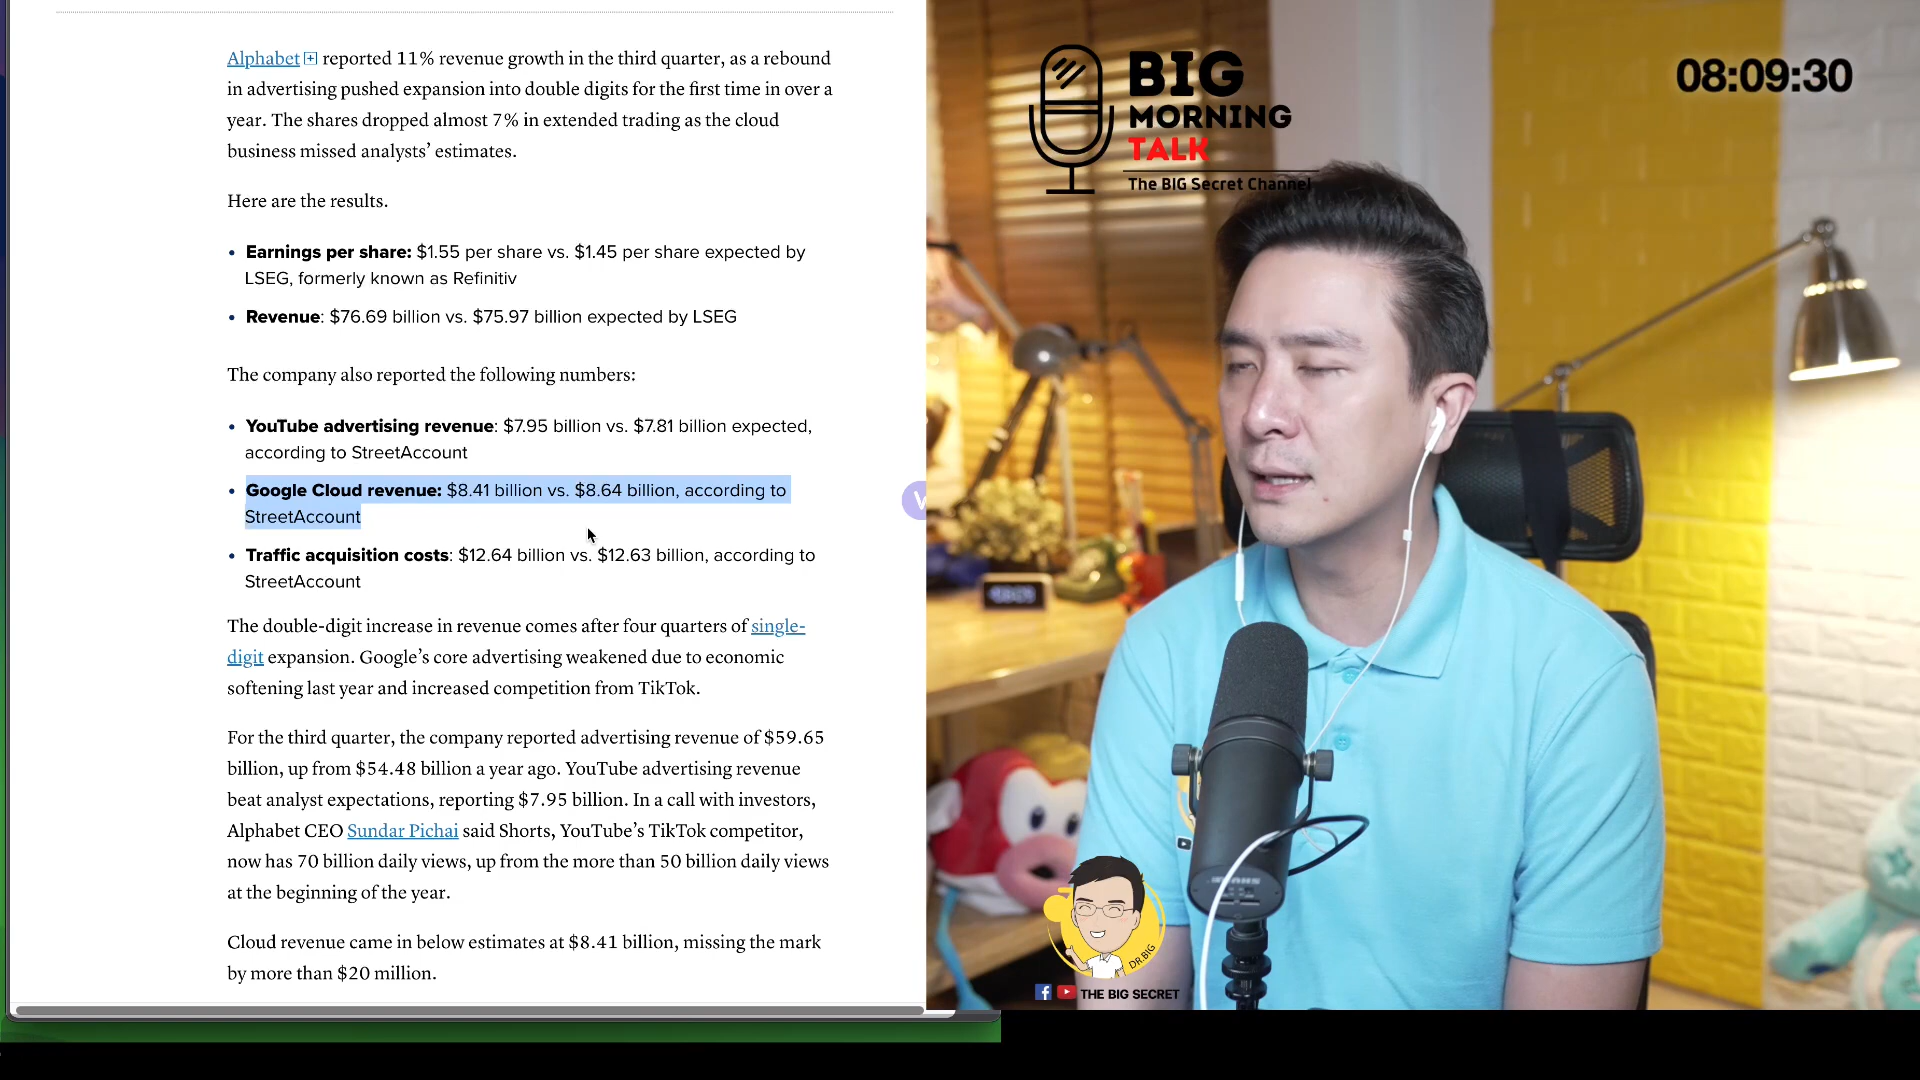 Alphabet + reported 11% revenue growth in the third quarter, as a rebound
in advertising pushed expansion into double digits for the first time in over a
year. The shares dropped almost 7% in extended trading as the cloud
business missed analysts’ estimates.
Here are the results.
• Earnings per share: $1.55 per share vs. $1.45 per share expected by
LSEG, formerly known as Refinitiv
• Revenue: $76.69 billion vs. $75.97 billion expected by LSEG
The company also reported the following numbers:
• YouTube advertising revenue: $7.95 billion vs. $7.81 billion expected,
according to StreetAccount
• Google Cloud revenue: $8.41 billion vs. $8.64 billion, according to
StreetAccount
• Traffic acquisition costs: $12.64 billion vs. $12.63 billion, according to
StreetAccount
The double-digit increase in revenue comes after four quarters of single-
digit expansion. Google’s core advertising weakened due to economic
softening last year and increased competition from TikTok.
For the third quarter, the company reported advertising revenue of $59.65
billion, up from $54.48 billion a year ago. YouTube advertising revenue
beat analyst expectations, reporting $7.95 billion. In a call with investors,
Alphabet CEO Sundar Pichai said Shorts, YouTube’s TikTok competitor,
now has 70 billion daily views, up from the more than 50 billion daily views
at the beginning of the year.
Cloud revenue came in below estimates at $8.41 billion, missing the mark
by more than $20 million.
BIG
MORNING
TALK
The BIG Secret Channel
08:09:30
DR.BIG
THE BIG SECRET